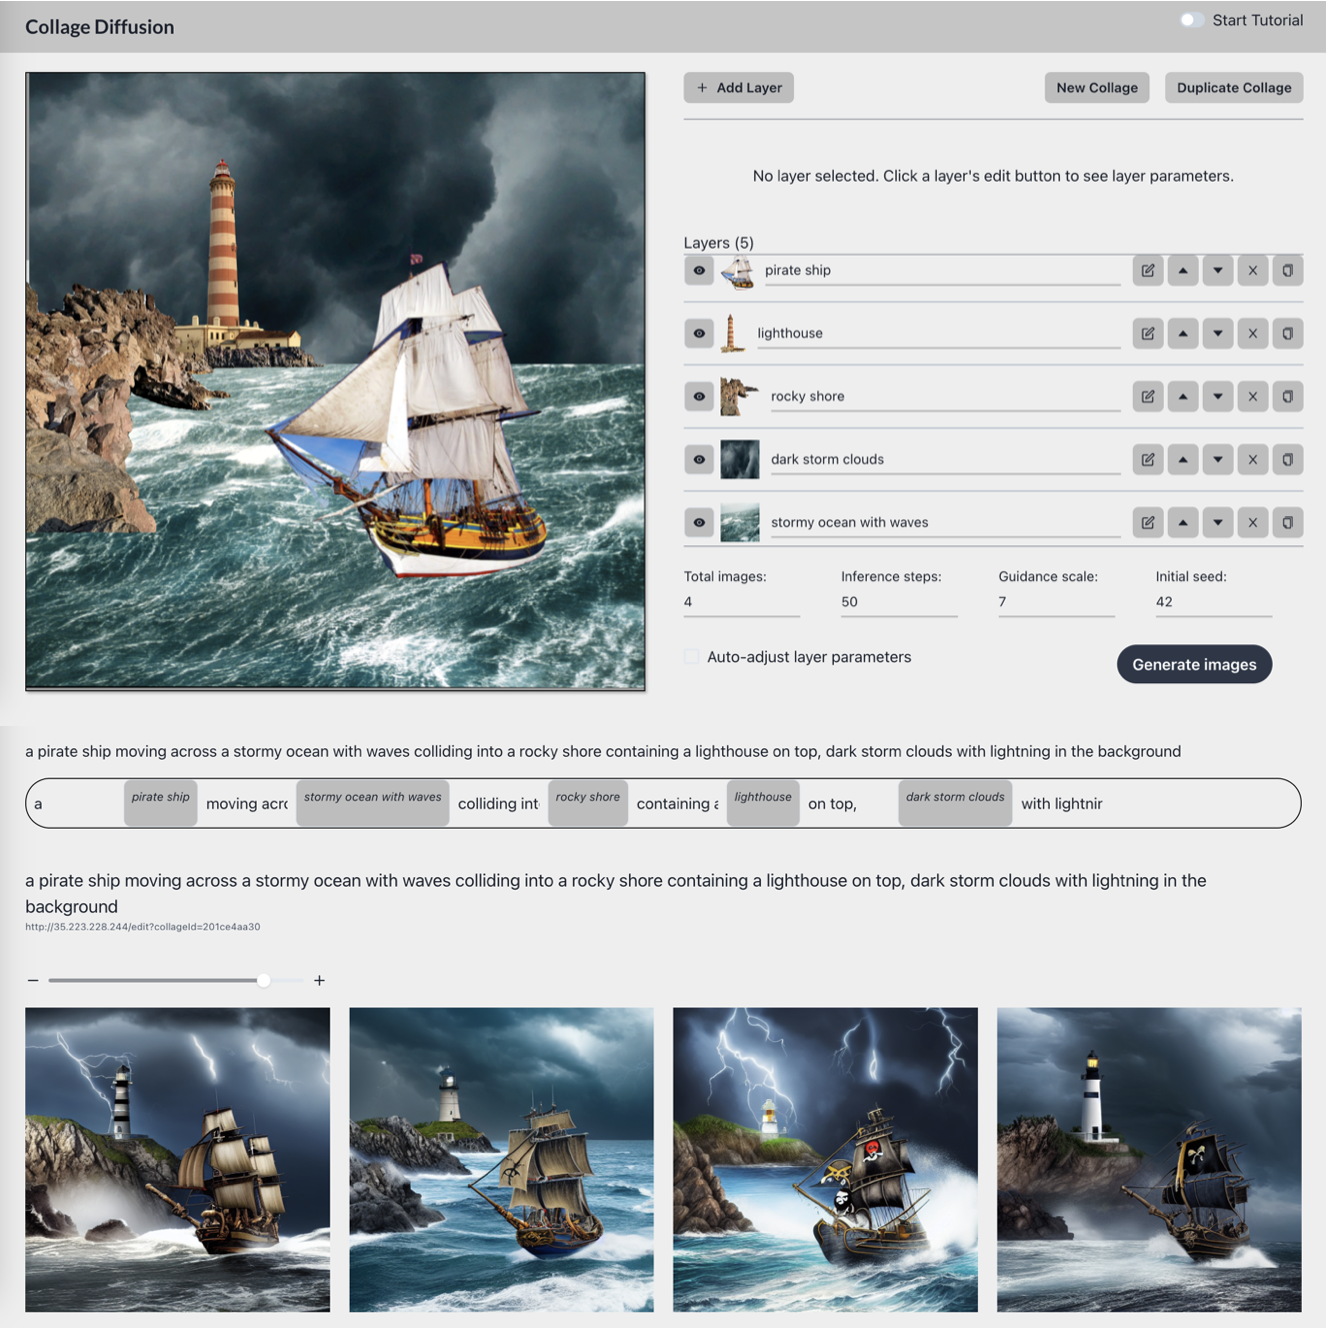 Collage Diffusion
Start Tutorial
+ Add Layer
New Collage
Duplicate Collage
No layer selected. Click a layer's edit button to see layer parameters.
Layers (5)
pirate ship
lighthouse
rocky shore
dark storm clouds
stormy ocean with waves
Total images:
Inference steps:
Guidance scale:
Initial seed:
4
50
7
42
Auto-adjust layer parameters
Generate images
a pirate ship moving across a stormy ocean with waves colliding into a rocky shore containing a lighthouse on top, dark storm clouds with lightning in the background
a pirate ship moving acro stormy ocean with waves colliding int rocky shore containing a lighthouse on top, dark storm clouds with lightnir
a pirate ship moving across a stormy ocean with waves colliding into a rocky shore containing a lighthouse on top, dark storm clouds with lightning in the
background
http://35.223.228.244/edit?collageId=201ce4aa30
− +